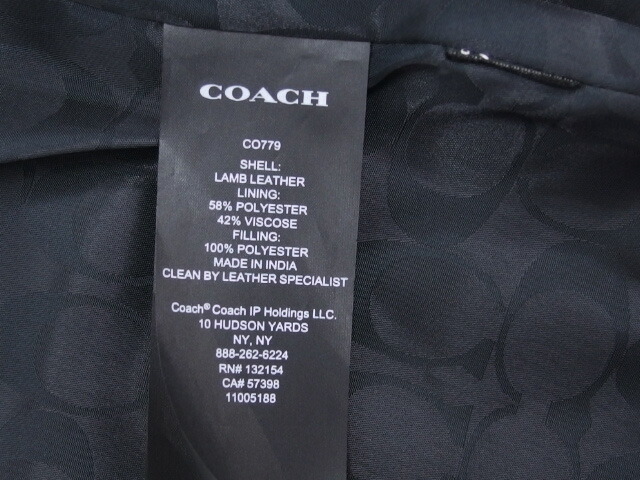 COACH
CO779
SHELL:
LAMB LEATHER
LINING:
58% POLYESTER
42% VISCOSE
FILLING:
100% POLYESTER
MADE IN INDIA
CLEAN BY LEATHER SPECIALIST
Coach® Coach IP Holdings LLC.
10 HUDSON YARDS
NY, NY
888-262-6224
RN# 132154
CA# 57398
11005188